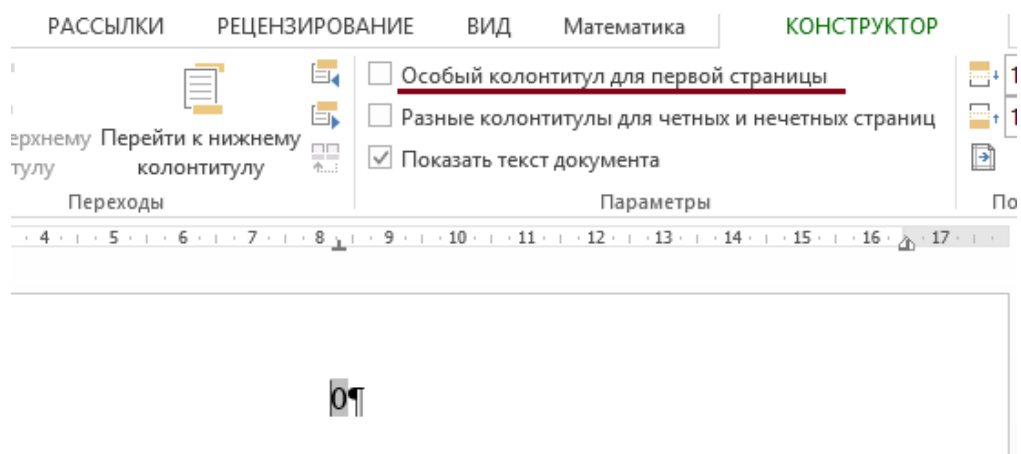 РАССЫЛКИ РЕЦЕНЗИРОВАНИЕ ВИД Математика КОНСТРУКТОР
Особый колонтитул для первой страницы
Разные колонтитулы для четных и нечетных страниц
Перейти к нижнему
колонтитулу
Показать текст документа
Переходы Параметры
4 5 6 7 8 9 10 11 12 13 14 15 16 17
0¶